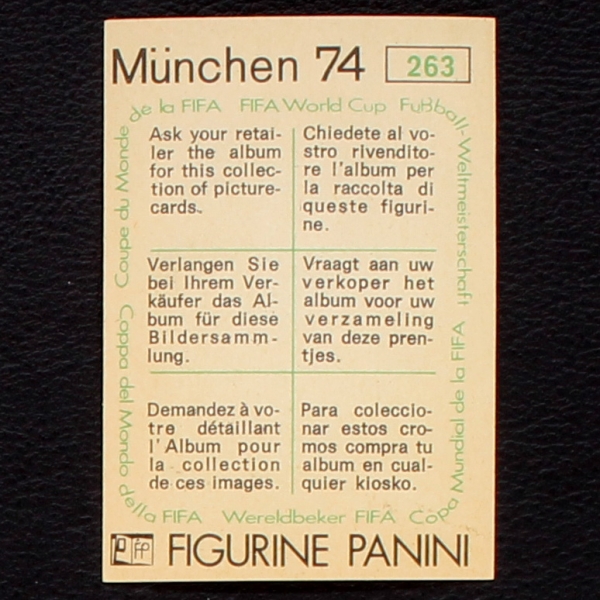 München 74 263
de la FIFA FIFA World Cup Fußball-Weltmeisterschaft
Ask your retai-
ler the album
for this collec-
tion of picture-
cards.
Chiedete al vo-
stro rivendito-
re l'album per
la raccolta di
queste figuri-
ne.
Verlangen Sie
bei Ihrem Ver-
käufer das Al-
bum für diese
Bildersamm-
lung.
Vraagt aan uw
verkoper het
album voor uw
verzameling
van deze pren-
tjes.
Demandez à vo-
tre détaillant
l'Album pour
la collection
de ces images.
Para coleccio-
nar estos cro-
mos compra tu
album en cual-
quier kiosko.
Coupe du Monde
Coppa del Mondo
della FIFA Wereldbeker FIFA Copa Mundial de la FIFA
FP FIGURINE PANINI